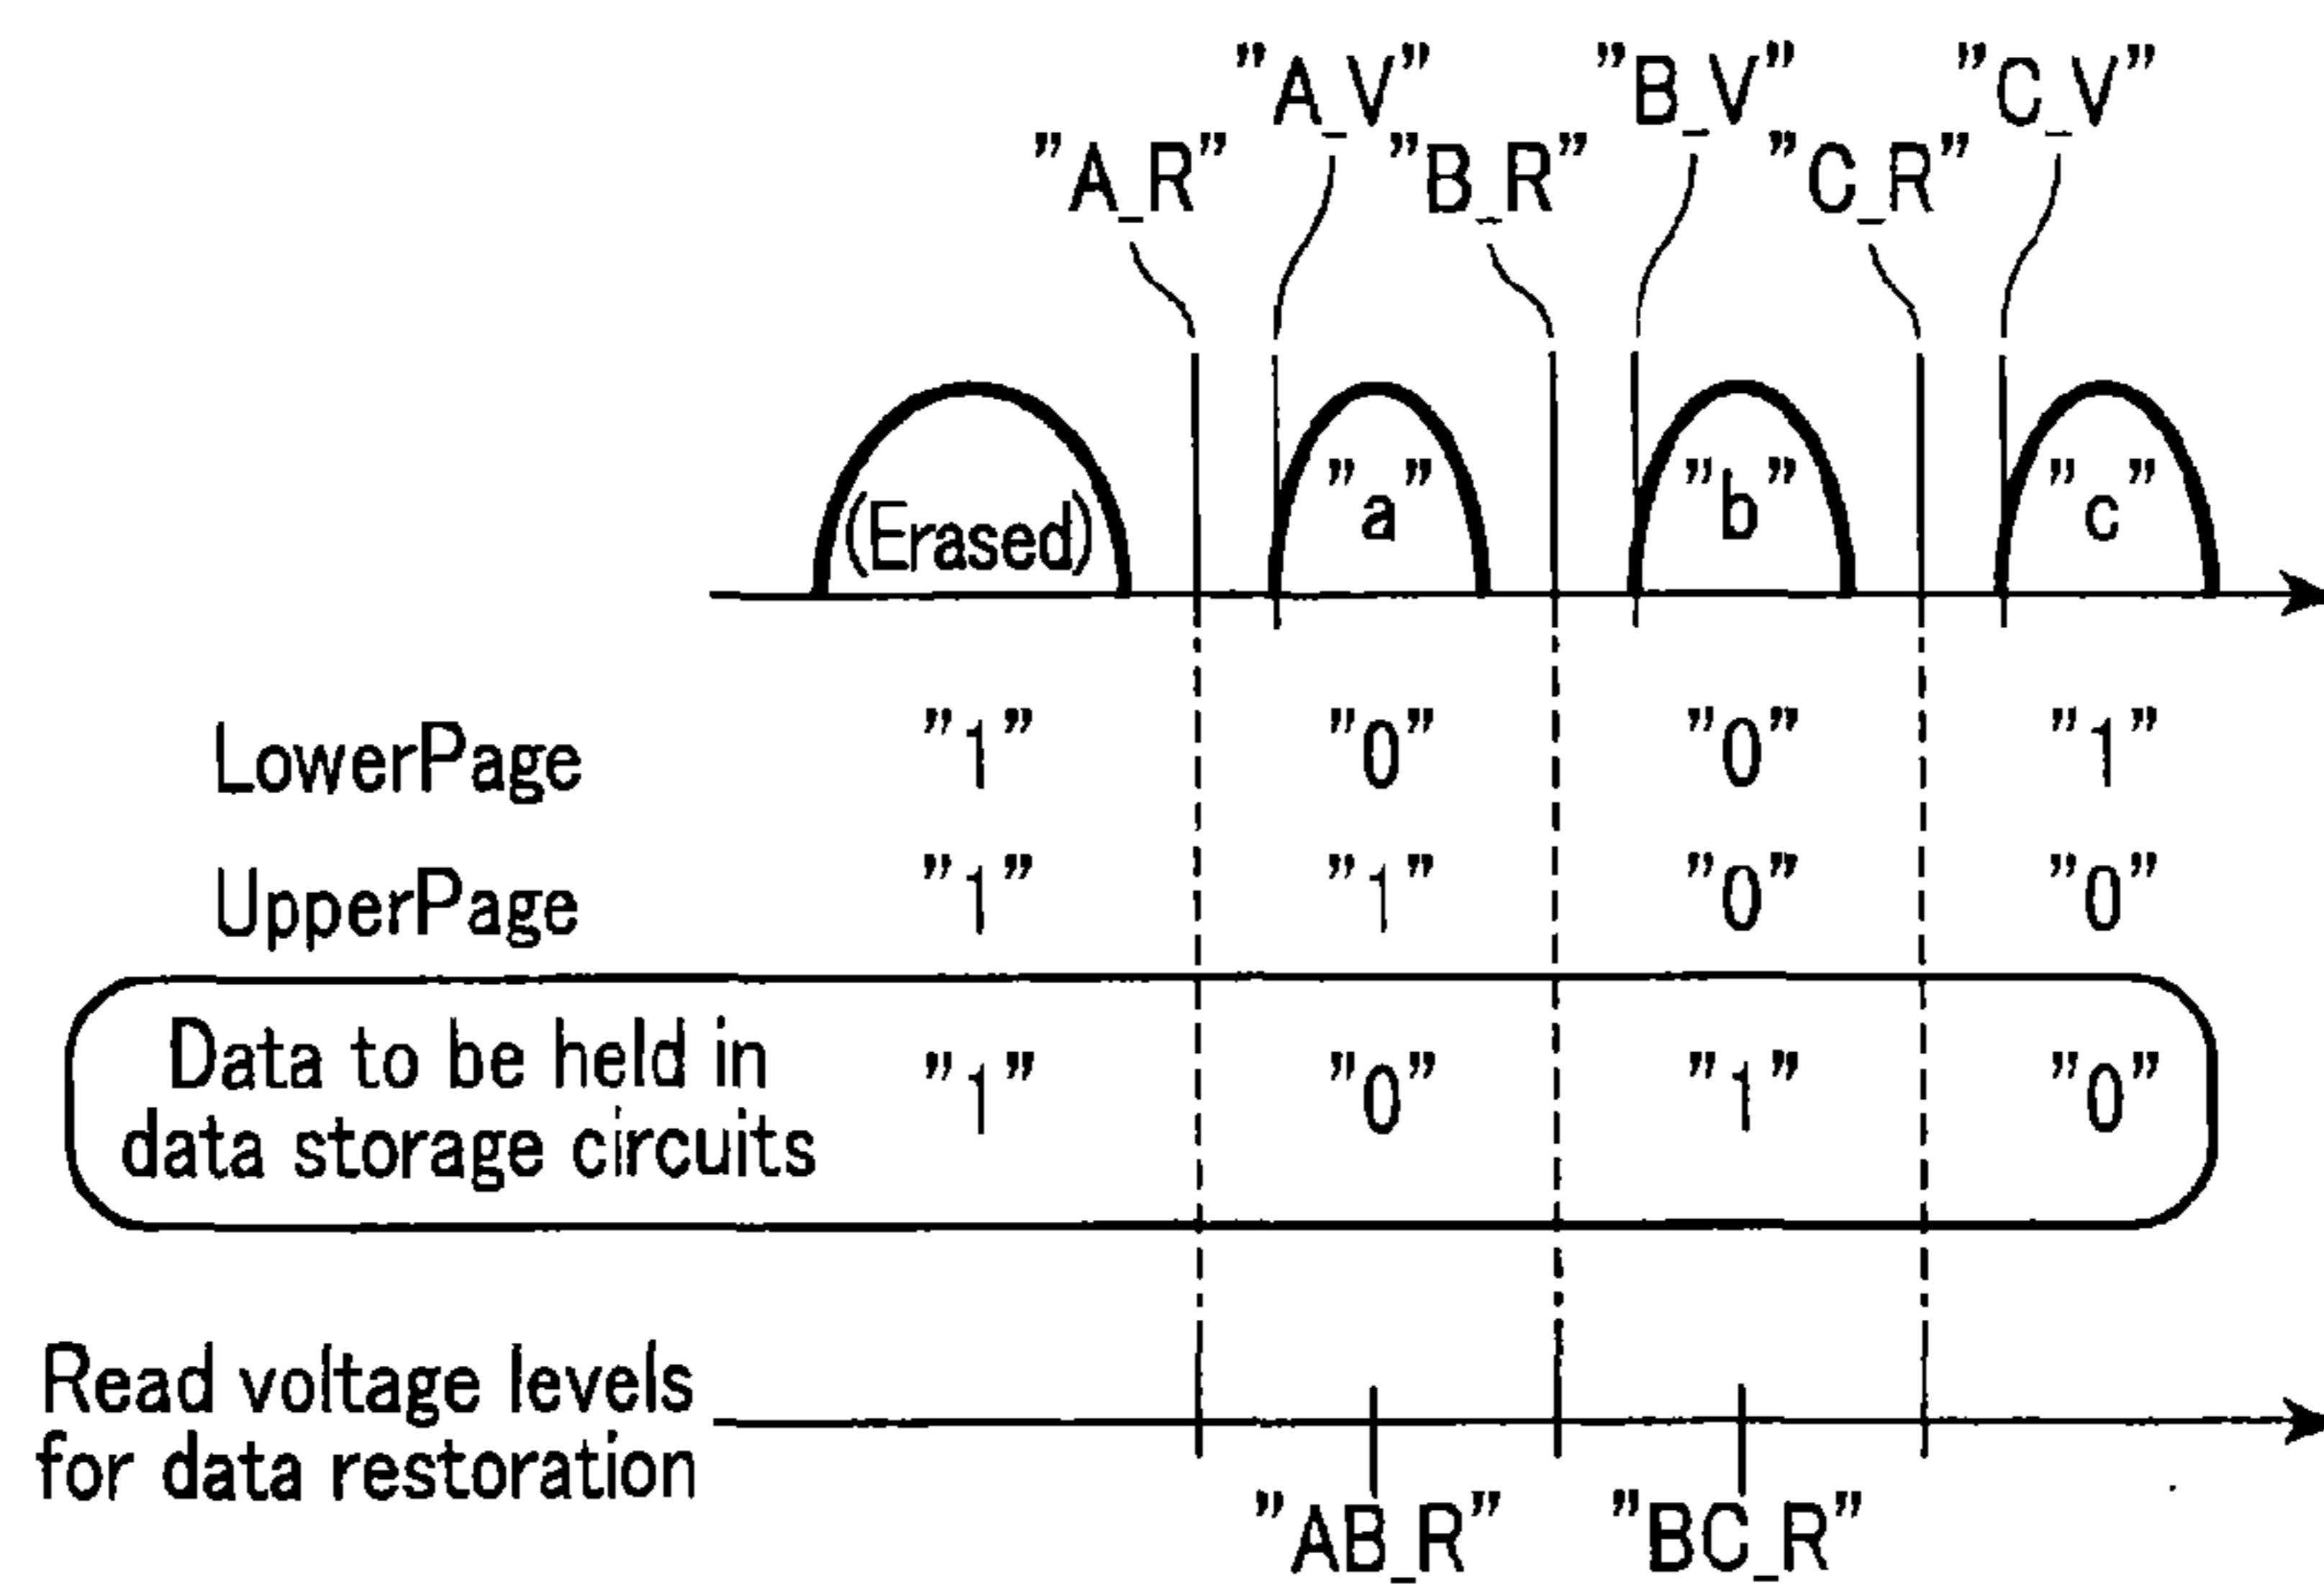 "A_V" "B_V" "C_V"
"A_R" "B_R" "C_R"
(Erased) "a" "b" "c"
LowerPage "1" "0" "0" "1"
UpperPage "1" "1" "0" "0"
Data to be held in
data storage circuits "1" "0" "1" "0"
Read voltage levels
for data restoration
"AB_R" "BC_R"